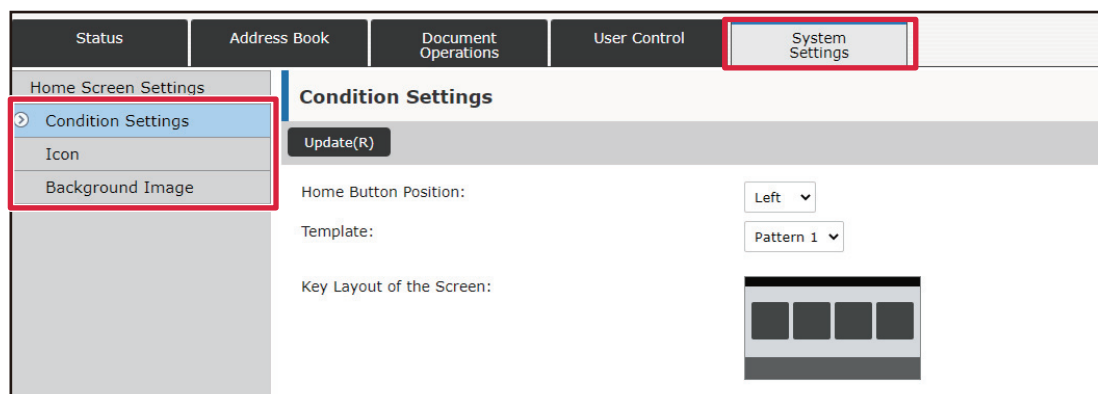 Status
Address Book
Document
Operations
User Control
System
Settings
Home Screen Settings
Condition Settings
Icon
Background Image
Condition Settings
Update(R)
Home Button Position:
Left
Template:
Pattern 1
Key Layout of the Screen: